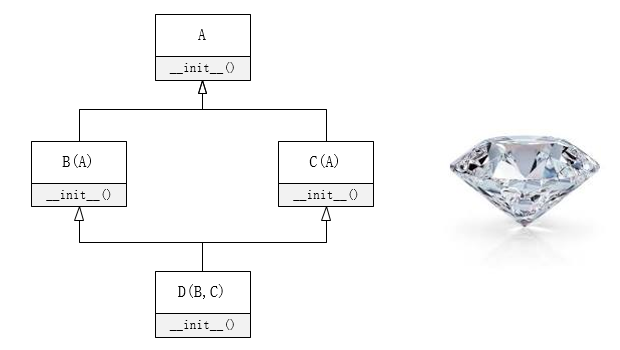 A
__init__()
B(A)
__init__()
C(A)
__init__()
D(B,C)
__init__()